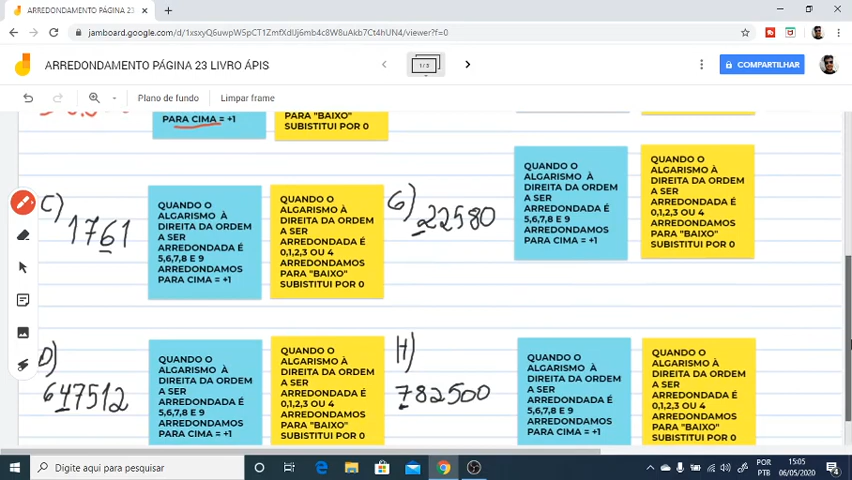 ARREDONDAMENTO PÁGINA 23 LI
jamboard.google.com/d/1xsxyQ6uwpW5pCT1ZmfXdIJj6mb4c8W8uAkb7Ct4hUN4/viewer?f=0
ARREDONDAMENTO PÁGINA 23 LIVRO ÁPIS
1/3
COMPARTILHAR
Plano de fundo
Limpar frame
PARA CIMA = +1
PARA "BAIXO"
SUBSTITUI POR 0
C)
1761
QUANDO O
ALGARISMO À
DIREITA DA ORDEM
A SER
ARREDONDADA É
5,6,7,8 E 9
ARREDONDAMOS
PARA CIMA = +1
QUANDO O
ALGARISMO À
DIREITA DA ORDEM
A SER
ARREDONDADA É
0,1,2,3 OU 4
ARREDONDAMOS
PARA "BAIXO"
SUBSTITUI POR 0
G)
22580
QUANDO O
ALGARISMO À
DIREITA DA ORDEM
A SER
ARREDONDADA É
5,6,7,8 E 9
ARREDONDAMOS
PARA CIMA = +1
QUANDO O
ALGARISMO À
DIREITA DA ORDEM
A SER
ARREDONDADA É
0,1,2,3 OU 4
ARREDONDAMOS
PARA "BAIXO"
SUBSTITUI POR 0
D)
647512
QUANDO O
ALGARISMO À
DIREITA DA ORDEM
A SER
ARREDONDADA É
5,6,7,8 E 9
ARREDONDAMOS
PARA CIMA = +1
QUANDO O
ALGARISMO À
DIREITA DA ORDEM
A SER
ARREDONDADA É
0,1,2,3 OU 4
ARREDONDAMOS
PARA "BAIXO"
SUBSTITUI POR 0
H)
782500
QUANDO O
ALGARISMO À
DIREITA DA ORDEM
A SER
ARREDONDADA É
5,6,7,8 E 9
ARREDONDAMOS
PARA CIMA = +1
QUANDO O
ALGARISMO À
DIREITA DA ORDEM
A SER
ARREDONDADA É
0,1,2,3 OU 4
ARREDONDAMOS
PARA "BAIXO"
SUBSTITUI POR 0
Digite aqui para pesquisar
POR
PTB
15:05
06/05/2020
4